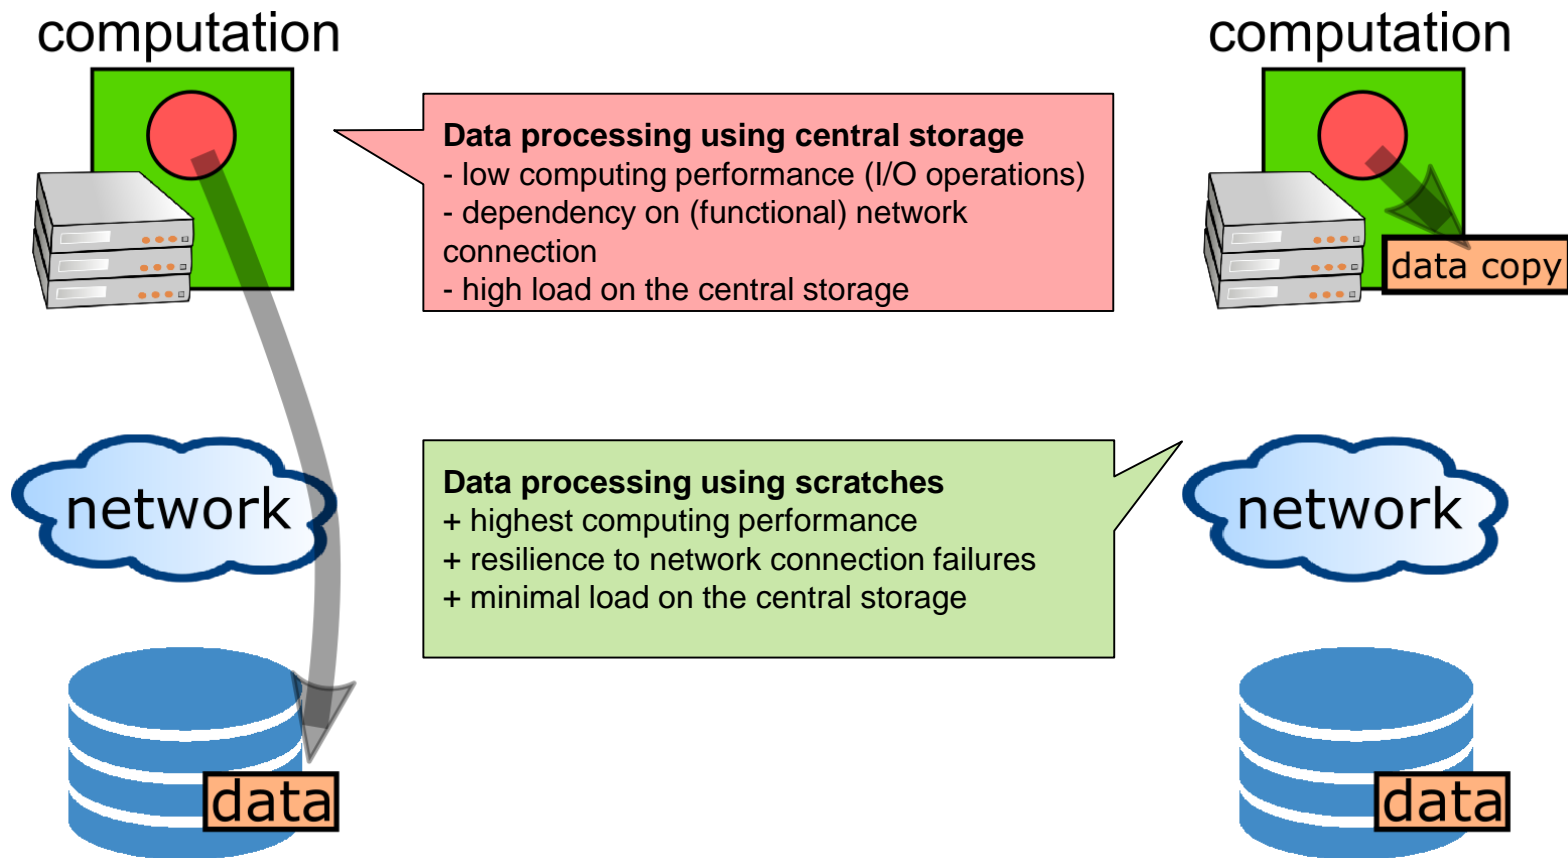 computation
computation
Data processing using central storage
- low computing performance (I/O operations)
- dependency on (functional) network
connection
- high load on the central storage
data copy
network
Data processing using scratches
+ highest computing performance
+ resilience to network connection failures
+ minimal load on the central storage
network
data
data